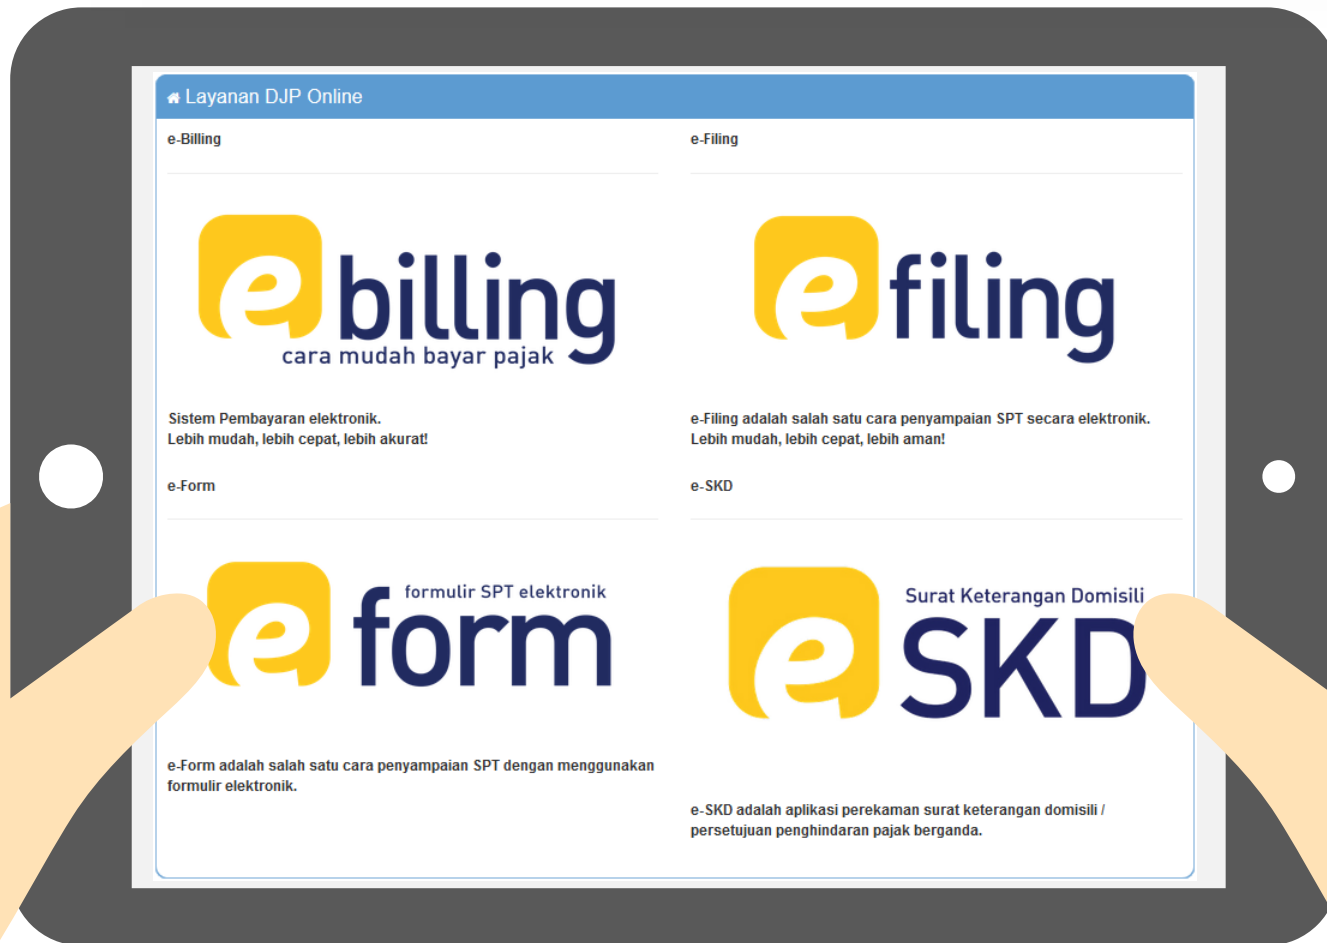 Layanan DJP Online
e-Billing
e billing
cara mudah bayar pajak
Sistem Pembayaran elektronik.
Lebih mudah, lebih cepat, lebih akurat!
e-Filing
e filing
e-Filing adalah salah satu cara penyampaian SPT secara elektronik.
Lebih mudah, lebih cepat, lebih aman!
e-Form
formulir SPT elektronik
e form
e-Form adalah salah satu cara penyampaian SPT dengan menggunakan
formulir elektronik.
e-SKD
Surat Keterangan Domisili
e SKD
e-SKD adalah aplikasi perekaman surat keterangan domisili /
persetujuan penghindaran pajak berganda.